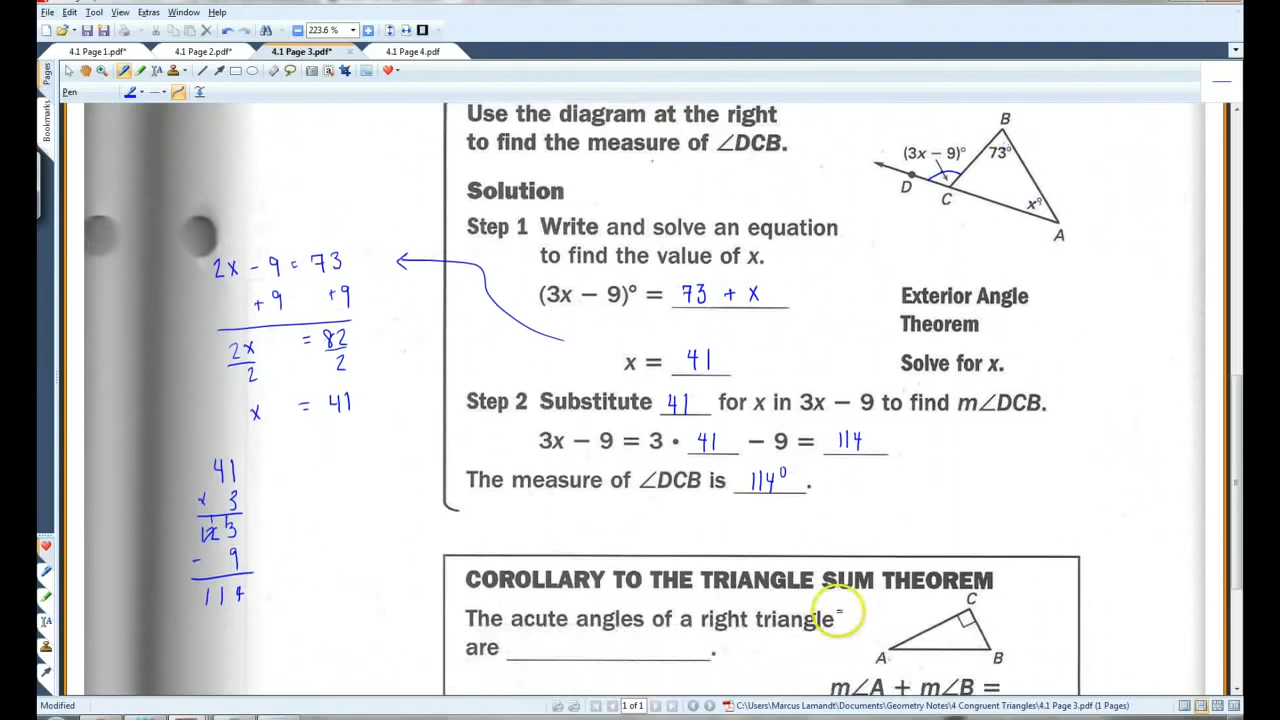 File Edit Tools View Extras Window Help
223.6 %
4.1 Page 1.pdf* 4.1 Page 2.pdf* 4.1 Page 3.pdf* 4.1 Page 4.pdf
Pen
Pages
Bookmarks
Use the diagram at the right
to find the measure of ∠DCB.
B
(3x − 9)°
73°
D
C
x°
A
Solution
Step 1 Write and solve an equation
to find the value of x.
(3x − 9)° = 73 + x
Exterior Angle
Theorem
x = 41
Solve for x.
Step 2 Substitute 41 for x in 3x − 9 to find m∠DCB.
3x − 9 = 3 • 41 − 9 = 114
The measure of ∠DCB is 114° .
2x - 9 = 73
+9 +9
2x = 82
2 2
x = 41
41
x 3
123
- 9
114
COROLLARY TO THE TRIANGLE SUM THEOREM
The acute angles of a right triangle
are ____________.
C
A
B
m∠A + m∠B =
Modified
1 of 1
C:\Users\Marcus Lamandt\Geometry Notes\4 Congruent Triangles\4.1 Page 3.pdf (1 Pages)